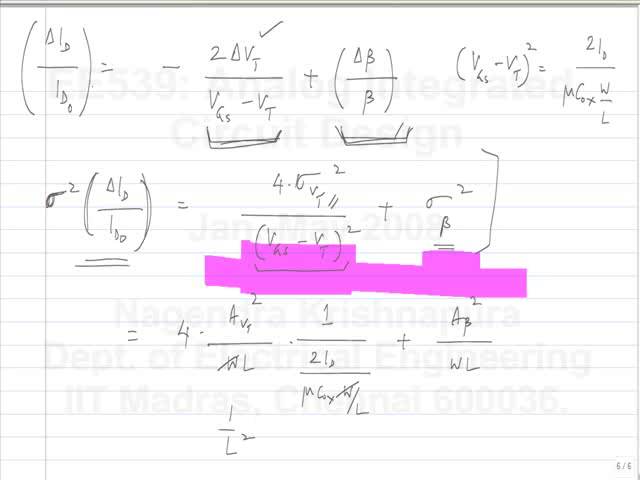 (ΔI_D / I_D0) = - 2ΔV_T / (V_GS - V_T) ✓ + (Δβ / β)   (V_GS - V_T)^2 = 2I_D / (μCox W/L)
EE539: Analog Integrated
Circuit Design
σ^2 (ΔI_D / I_D0) = 4·σ_VT^2 / (V_GS - V_T)^2 + σ_β^2
Jan-May 2008
Nagendra Krishnapura
= 4 · A_VT^2 / WL · 1 / (2I_D / (μCox W/L)) + A_β^2 / WL
Dept. of Electrical Engineering
IIT Madras, Chennai 600036.
1 / L^2
6 / 6